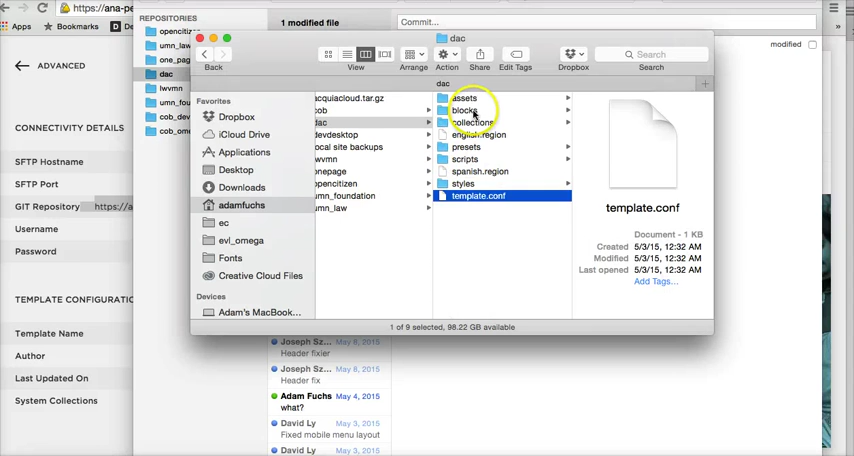 https://ana-pe
Apps
Bookmarks
De
»
ADVANCED
CONNECTIVITY DETAILS
SFTP Hostname
SFTP Port
GIT Repository
https://a
Username
Password
TEMPLATE CONFIGURATIO
Template Name
Author
Last Updated On
System Collections
REPOSITORIES
opencitizen
umn_law
one_pag
dac
lwvmn
umn_fou
cob_dev
cob_ome
1 modified file
Commit...
modified
dac
Back
View
Arrange
Action
Share
Edit Tags
Dropbox
Search
Search
dac
Favorites
Dropbox
iCloud Drive
Applications
Desktop
Downloads
adamfuchs
ec
evl_omega
Fonts
Creative Cloud Files
Devices
Adam's MacBook...
acquiacloud.tar.gz
cob
dac
devdesktop
local site backups
lwvmn
onepage
opencitizen
umn_foundation
umn_law
assets
blocks
collections
english.region
presets
scripts
spanish.region
styles
template.conf
template.conf
Document - 1 KB
Created 5/3/15, 12:32 AM
Modified 5/3/15, 12:32 AM
Last opened 5/3/15, 12:32 AM
Add Tags...
1 of 9 selected, 98.22 GB available
Joseph Sz... May 8, 2015
Header fixier
Joseph Sz... May 8, 2015
Header fix
Adam Fuchs May 4, 2015
what?
David Ly May 3, 2015
Fixed mobile menu layout
David Ly May 3, 2015